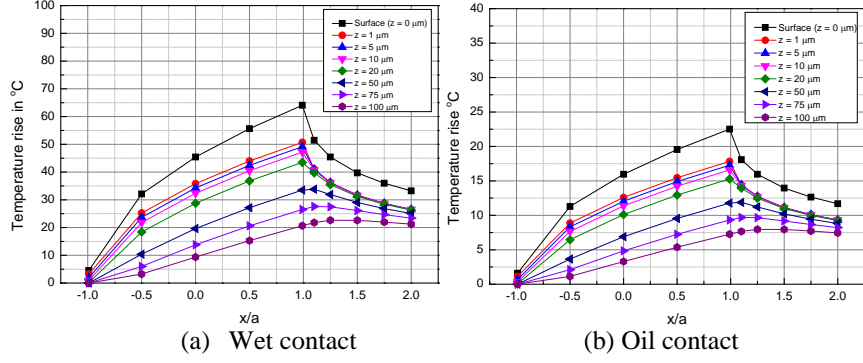 100
90
80
70
60
50
40
30
20
10
0
Temperature rise in °C
Surface (z = 0 μm)
z = 1 μm
z = 5 μm
z = 10 μm
z = 20 μm
z = 50 μm
z = 75 μm
z = 100 μm
-1.0 -0.5 0.0 0.5 1.0 1.5 2.0
x/a
(a) Wet contact
40
35
30
25
20
15
10
5
0
Temperature rise °C
Surface (z = 0 μm)
z = 1 μm
z = 5 μm
z = 10 μm
z = 20 μm
z = 50 μm
z = 75 μm
z = 100 μm
-1.0 -0.5 0.0 0.5 1.0 1.5 2.0
x/a
(b) Oil contact